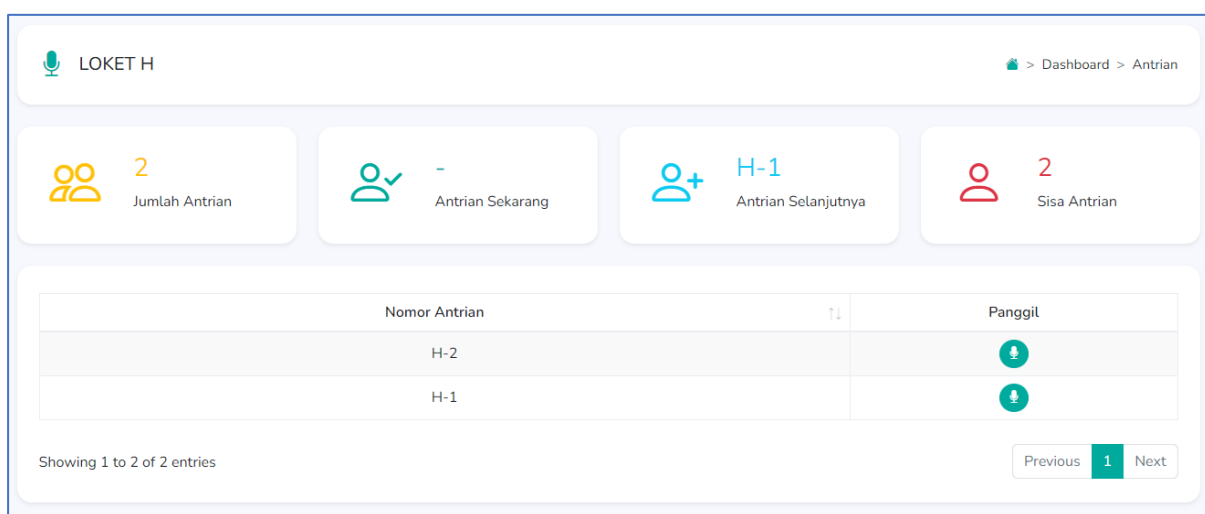 LOKET H
> Dashboard > Antrian
2
Jumlah Antrian
-
Antrian Sekarang
H-1
Antrian Selanjutnya
2
Sisa Antrian
Nomor Antrian Panggil
H-2
H-1
Showing 1 to 2 of 2 entries
Previous 1 Next